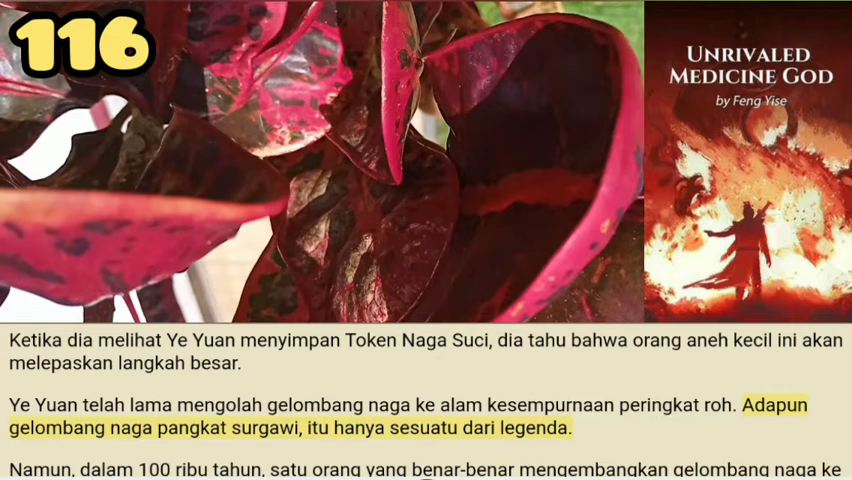 116
UNRIVALED
MEDICINE GOD
by Feng Yise
Ketika dia melihat Ye Yuan menyimpan Token Naga Suci, dia tahu bahwa orang aneh kecil ini akan
melepaskan langkah besar.
Ye Yuan telah lama mengolah gelombang naga ke alam kesempurnaan peringkat roh. Adapun
gelombang naga pangkat surgawi, itu hanya sesuatu dari legenda.
Namun, dalam 100 ribu tahun, satu orang yang benar-benar mengembangkan gelombang naga ke